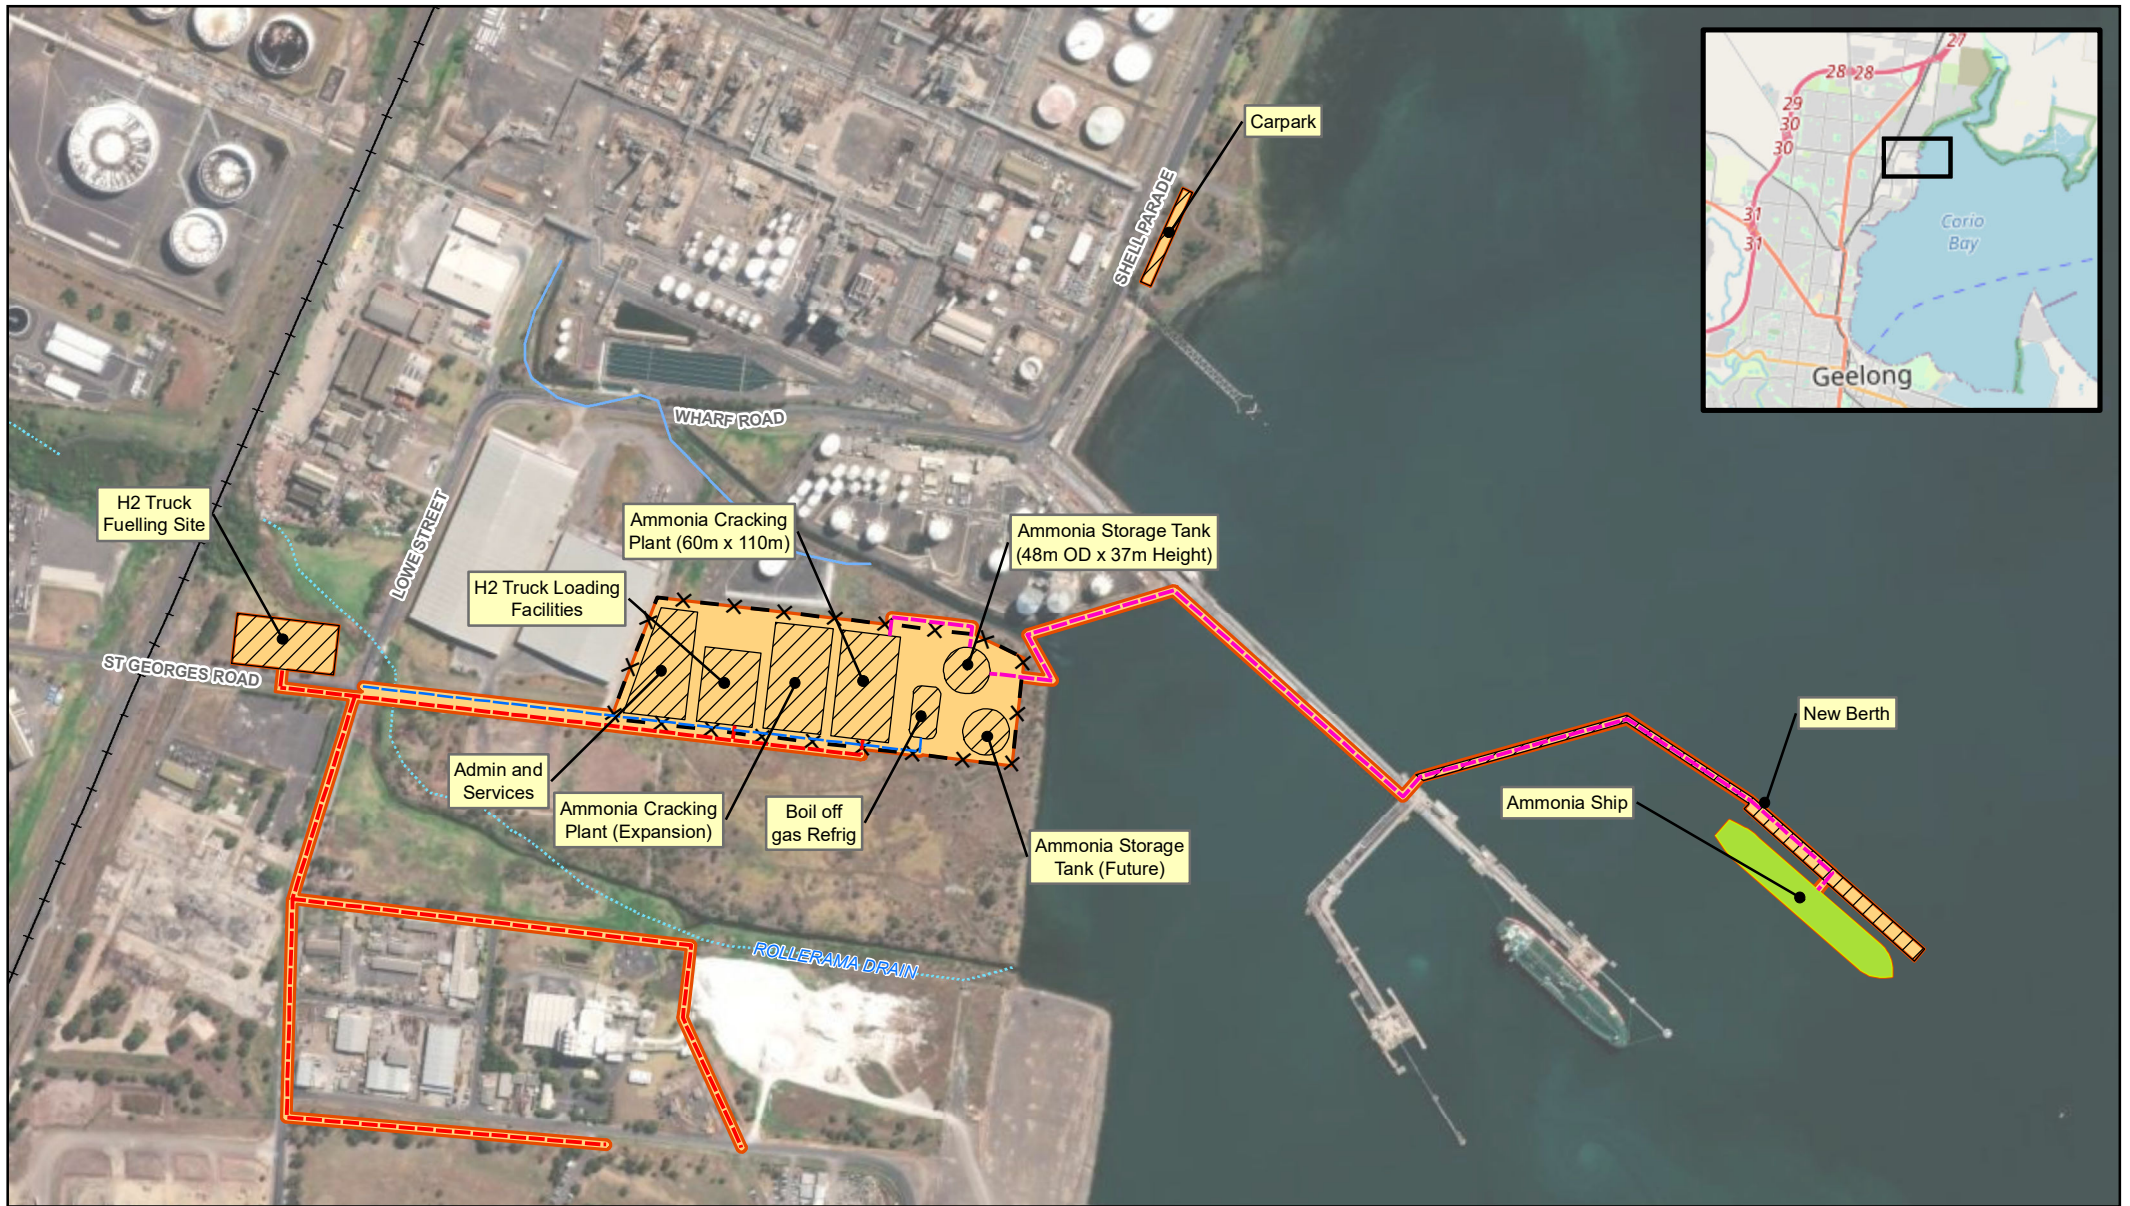 27
28
28
29
30
30
31
31
Corio
Bay
Geelong
Carpark
SHELL PARADE
WHARF ROAD
H2 Truck
Fuelling Site
LOWE STREET
Ammonia Cracking
Plant (60m x 110m)
Ammonia Storage Tank
(48m OD x 37m Height)
H2 Truck Loading
Facilities
ST GEORGES ROAD
New Berth
Ammonia Ship
Admin and
Services
Ammonia Cracking
Plant (Expansion)
Boil off
gas Refrig
Ammonia Storage
Tank (Future)
ROLLERAMA DRAIN